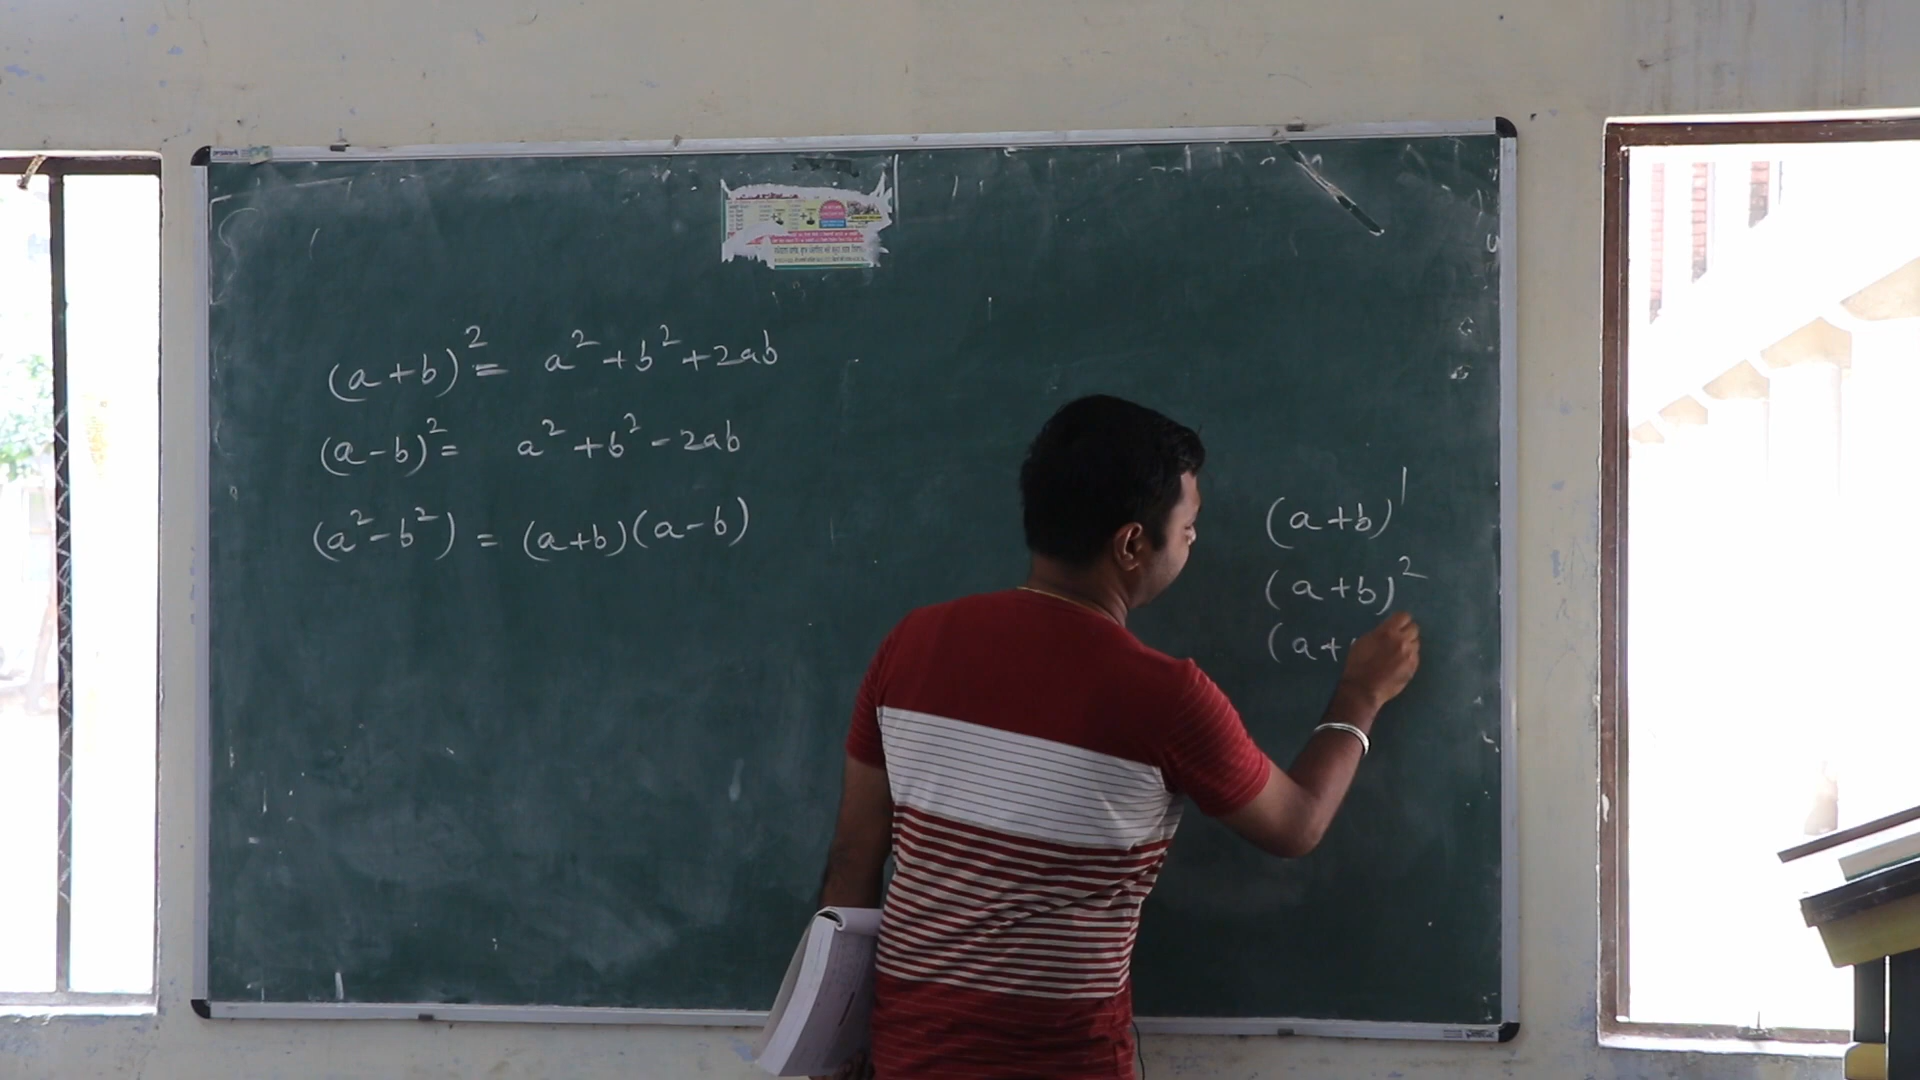 (a+b)² = a²+b²+2ab
(a-b)² = a²+b²-2ab
(a²-b²) = (a+b)(a-b)
(a+b)¹
(a+b)²
(a+